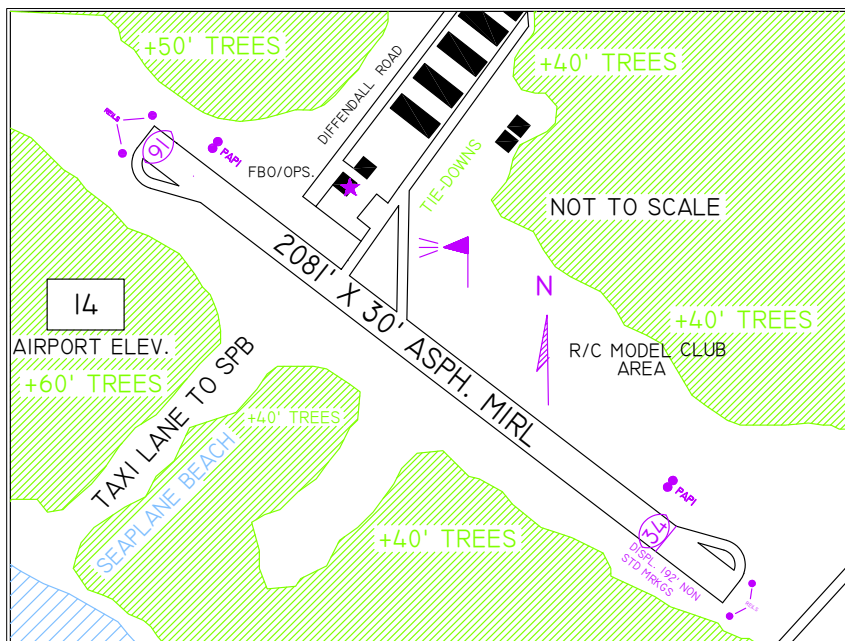 +50' TREES
+40' TREES
REILS
16
PAPI
DIFFENDALL ROAD
FBO/OPS.
TIE-DOWNS
NOT TO SCALE
2081' X 30' ASPH. MIRL
N
14
AIRPORT ELEV.
+60' TREES
+40' TREES
R/C MODEL CLUB
AREA
TAXI LANE TO SPB
+40' TREES
SEAPLANE BEACH
PAPI
34
+40' TREES
DISPL. 192' NON
STD MRKGS
REILS